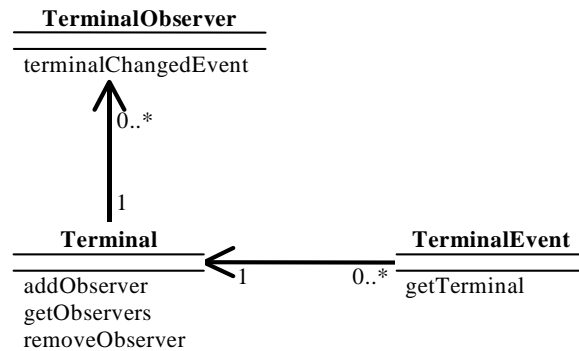 TerminalObserver
terminalChangedEvent
0..*
1
Terminal
TerminalEvent
1
0..*
addObserver
getTerminal
getObservers
removeObserver